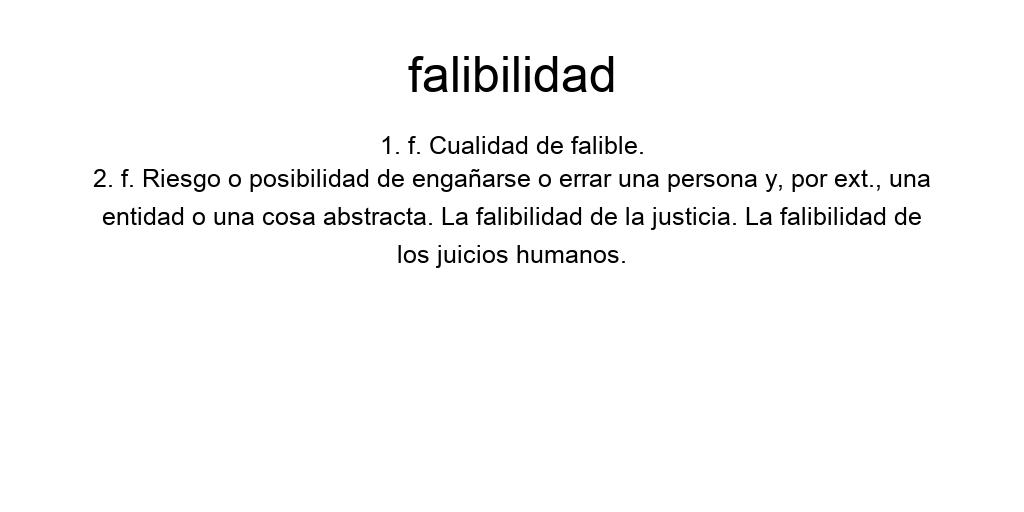 falibilidad
1. f. Cualidad de falible.
2. f. Riesgo o posibilidad de engañarse o errar una persona y, por ext., una
entidad o una cosa abstracta. La falibilidad de la justicia. La falibilidad de
los juicios humanos.